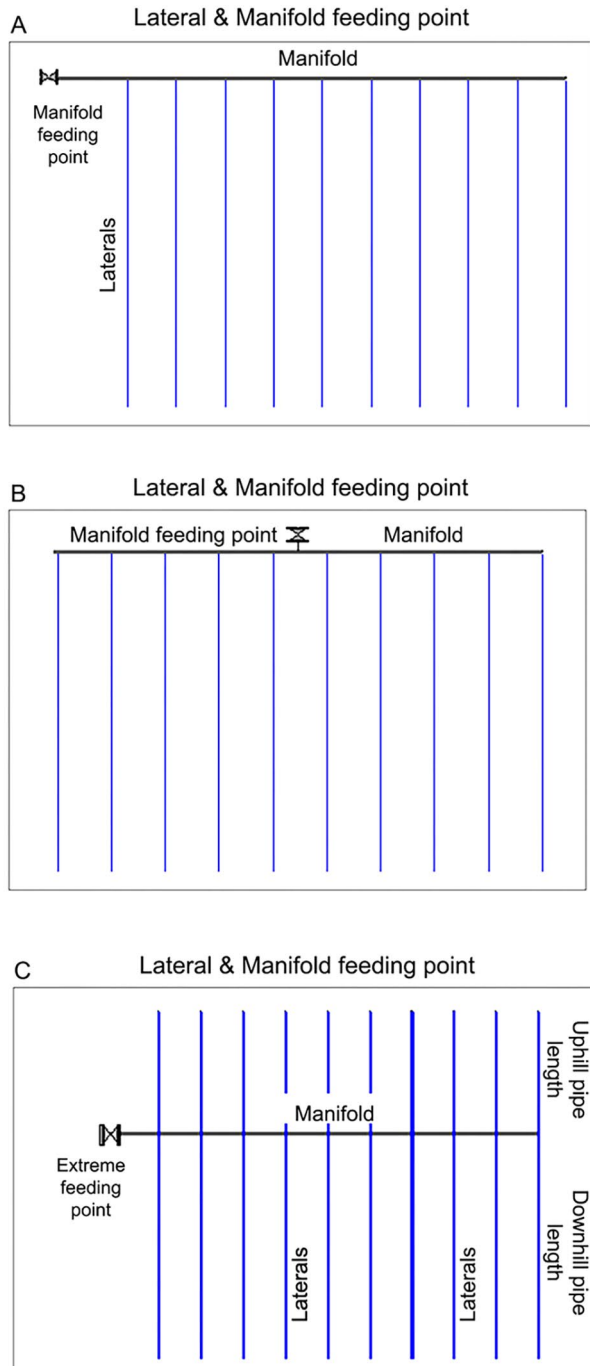 A
Lateral & Manifold feeding point
Manifold
Manifold
feeding
point
Laterals
B
Lateral & Manifold feeding point
Manifold feeding point
Manifold
C
Lateral & Manifold feeding point
Uphill pipe
length
Manifold
Extreme
feeding
point
Laterals
Laterals
Downhill pipe
length